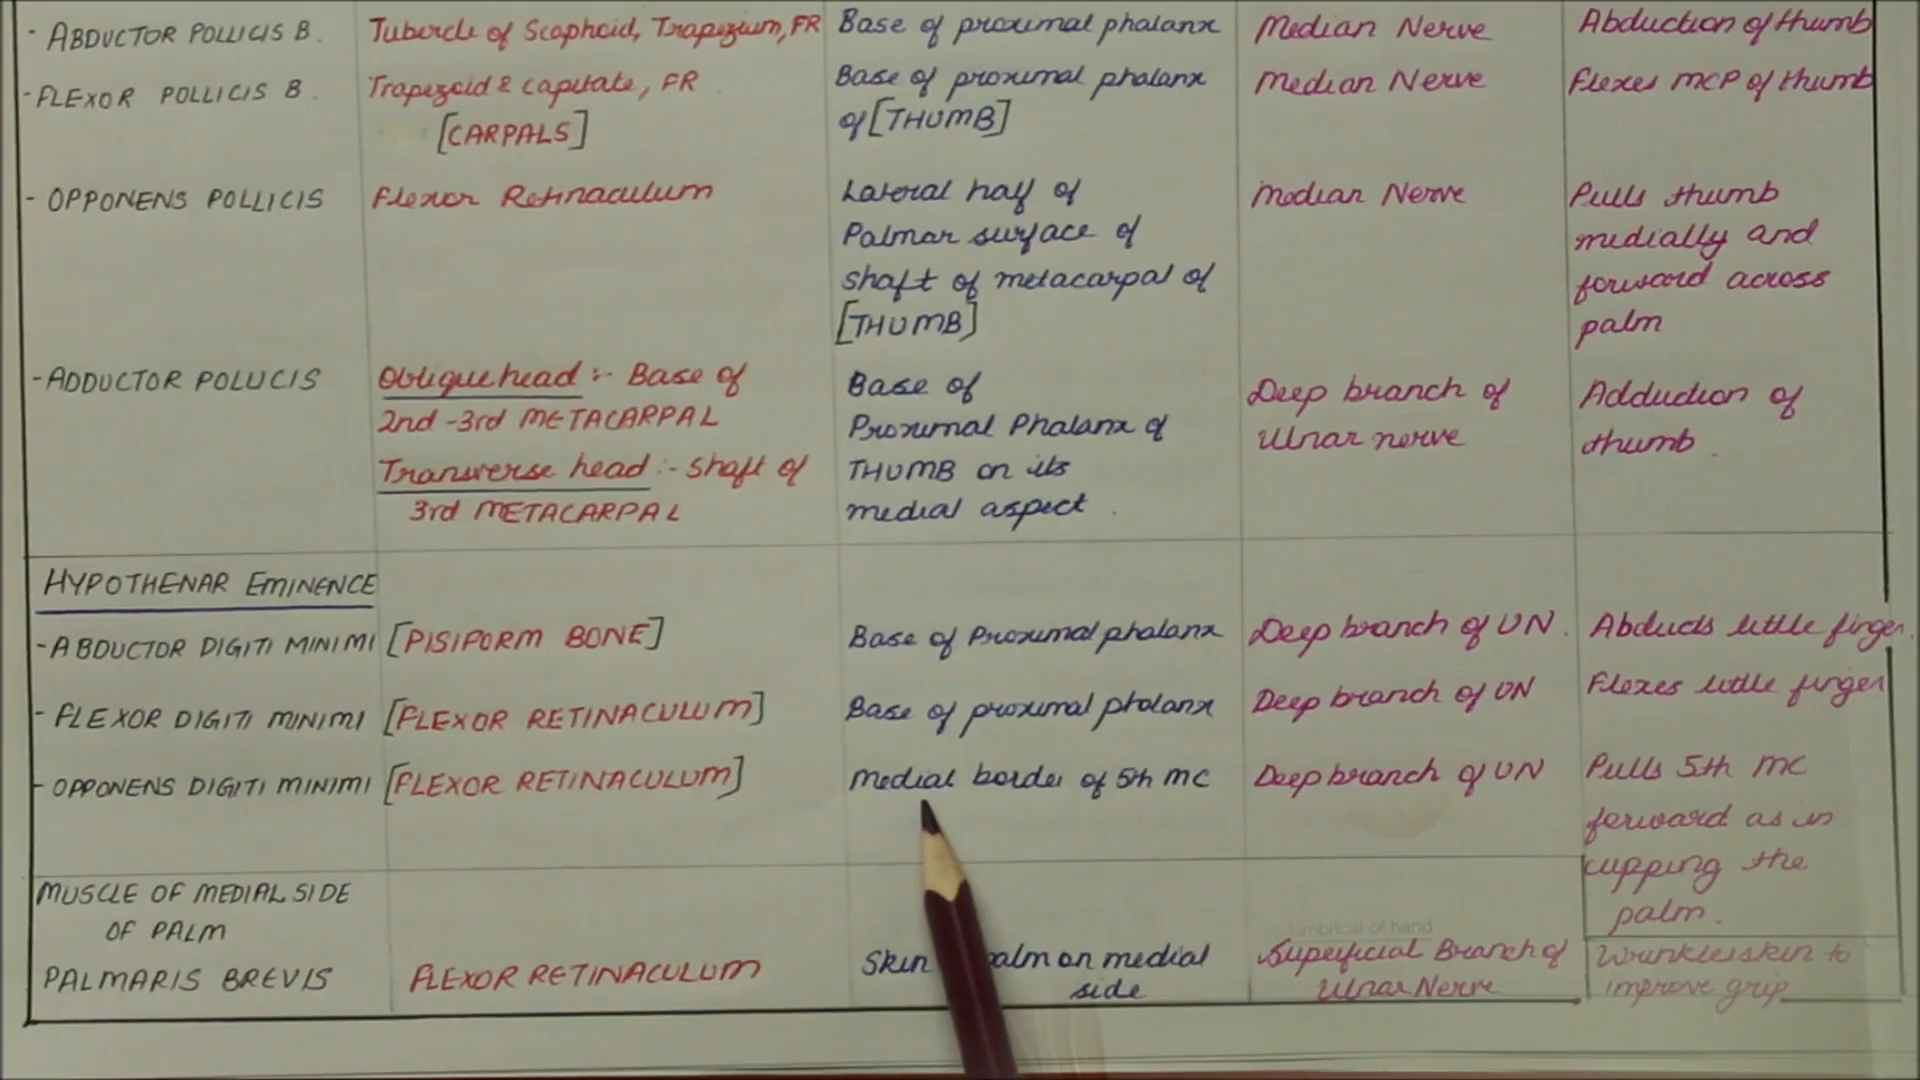 - ABDUCTOR POLLICIS B. Tubercle of Scaphoid, Trapezium, FR Base of proximal phalanx Median Nerve Abduction of thumb
- FLEXOR POLLICIS B. Trapezoid & Capitate, FR Base of proximal phalanx Median Nerve Flexes MCP of thumb
[CARPALS] of [THUMB]
- OPPONENS POLLICIS Flexor Retinaculum Lateral half of Median Nerve Pulls thumb
Palmar surface of medially and
shaft of metacarpal of forward across
[THUMB] palm
- ADDUCTOR POLLICIS Oblique head :- Base of Base of Deep branch of Adduction of
2nd - 3rd METACARPAL Proximal Phalanx of Ulnar nerve thumb.
Transverse head :- Shaft of THUMB on its
3rd METACARPAL medial aspect.
HYPOTHENAR EMINENCE
- ABDUCTOR DIGITI MINIMI [PISIFORM BONE] Base of Proximal phalanx Deep branch of UN. Abducts little finger.
- FLEXOR DIGITI MINIMI [FLEXOR RETINACULUM] Base of proximal phalanx Deep branch of UN Flexes little finger
- OPPONENS DIGITI MINIMI [FLEXOR RETINACULUM] Medial border of 5th MC Deep branch of UN Pulls 5th MC
forward as in
cupping the
palm.
MUSCLE OF MEDIAL SIDE
OF PALM
lumbrical of hand
PALMARIS BREVIS FLEXOR RETINACULUM Skin palm on medial Superficial Branch of Wrinkles skin to
side Ulnar Nerve improve grip